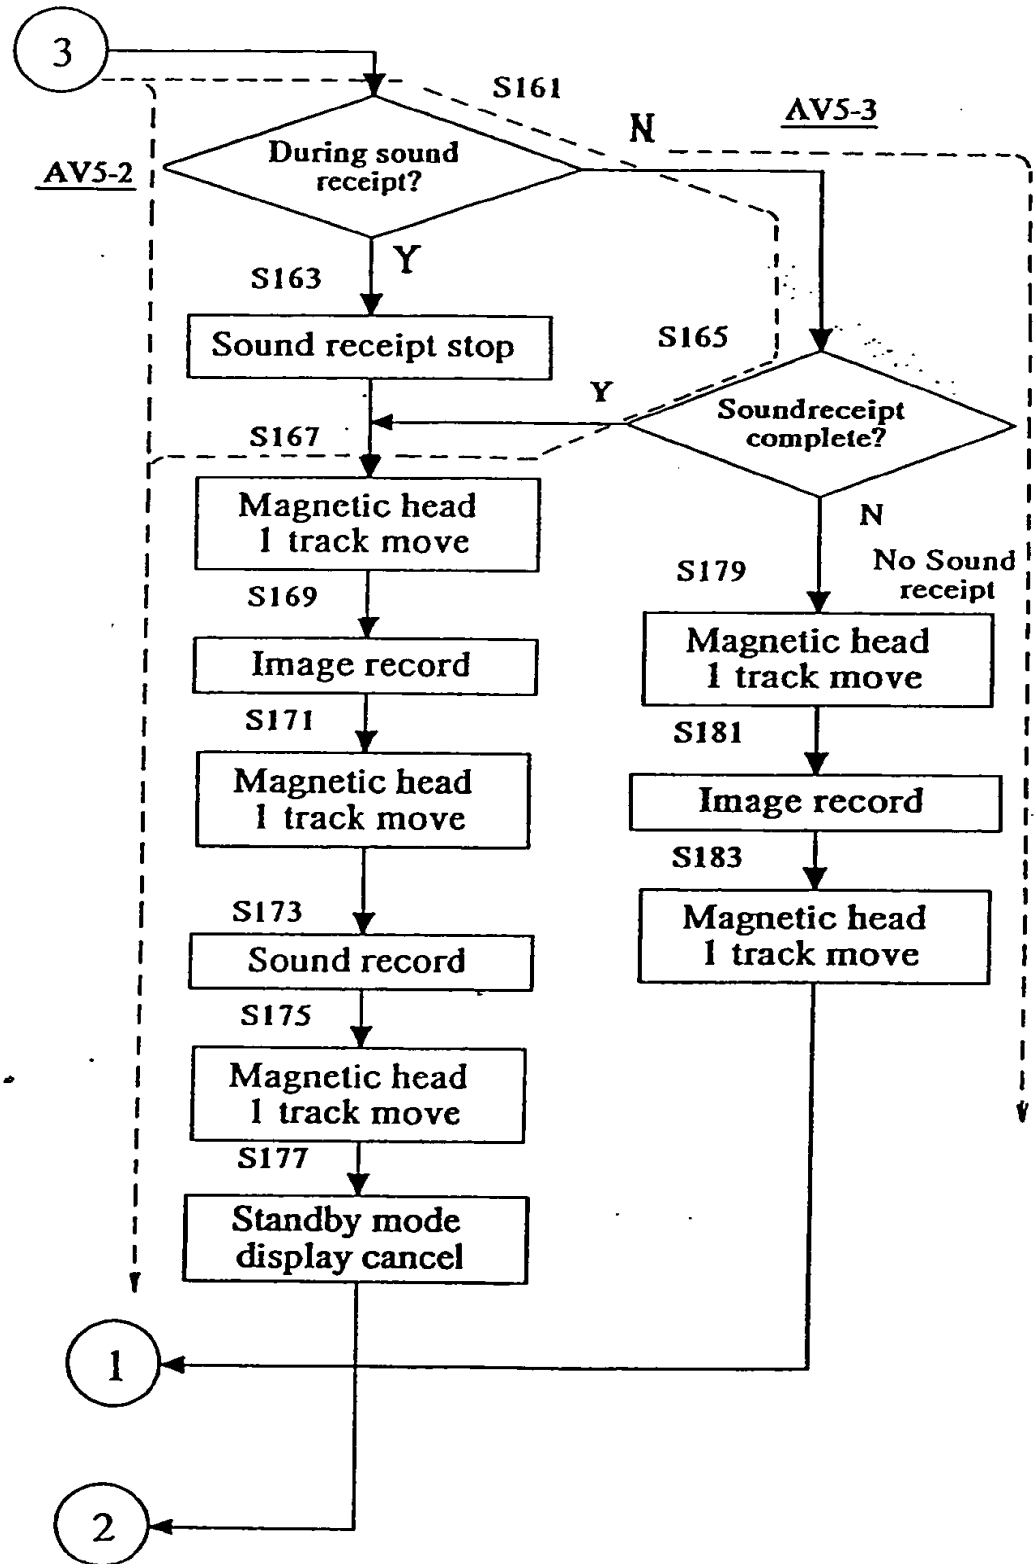 3
S161
N
AV5-3
During sound
receipt?
AV5-2
Y
S163
Sound receipt stop
S165
Y
Soundreceipt
complete?
S167
Magnetic head
1 track move
N
No Sound
receipt
S169
S179
Image record
Magnetic head
1 track move
S171
S181
Magnetic head
1 track move
Image record
S183
S173
Magnetic head
1 track move
Sound record
S175
Magnetic head
1 track move
S177
Standby mode
display cancel
1
2